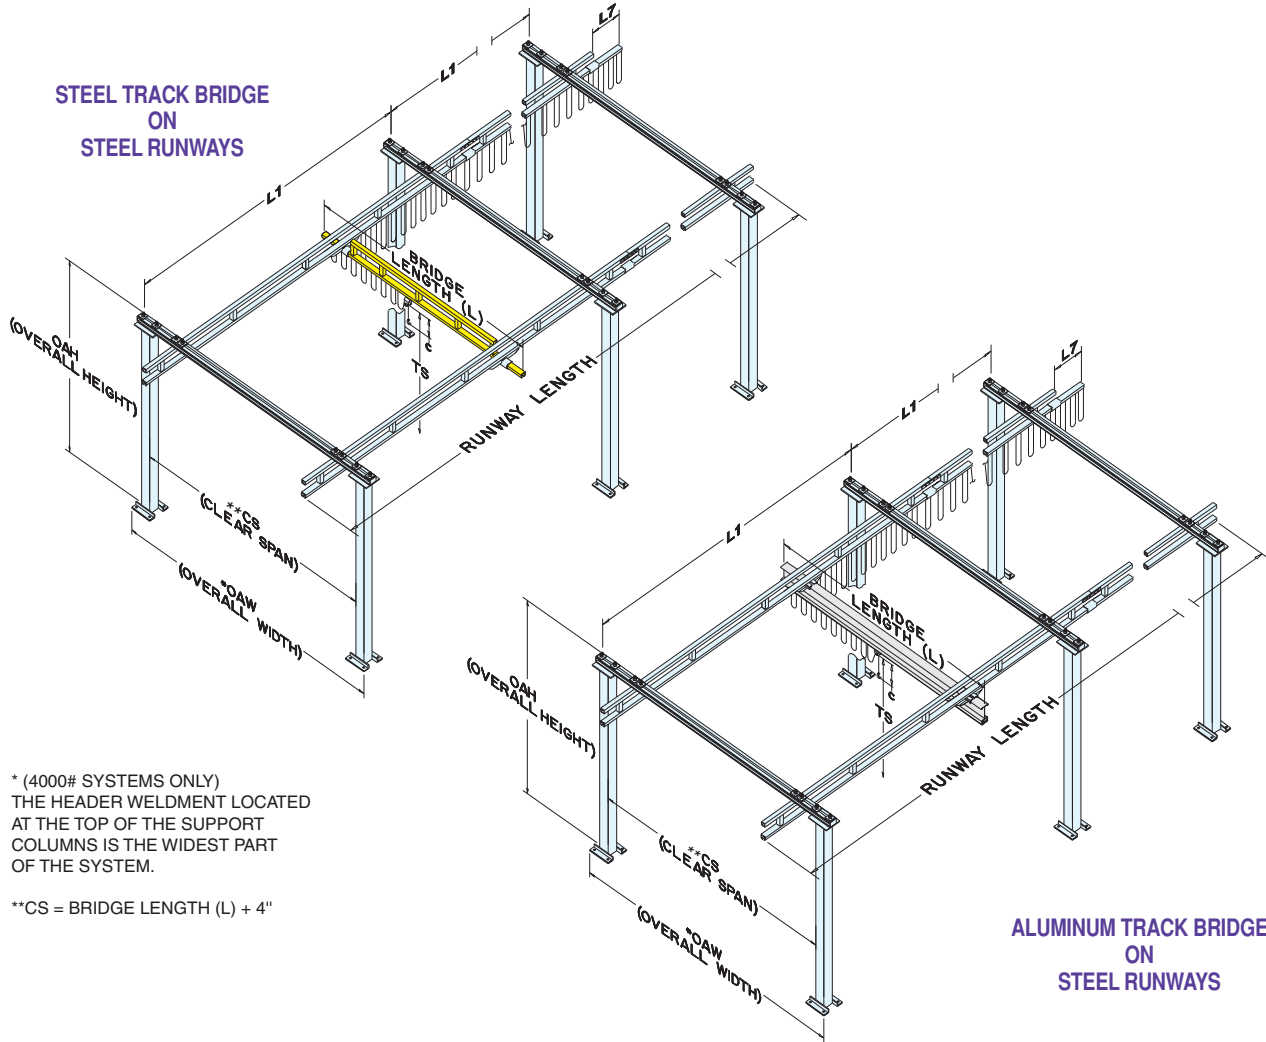 STEEL TRACK BRIDGE
ON
STEEL RUNWAYS
L7
L1
L1
BRIDGE
LENGTH (L)
C
TS
RUNWAY LENGTH
OAH
(OVERALL HEIGHT)
**CS
(CLEAR SPAN)
*OAW
(OVERALL WIDTH)
L7
L1
L1
BRIDGE
LENGTH (L)
C
TS
RUNWAY LENGTH
OAH
(OVERALL HEIGHT)
**CS
(CLEAR SPAN)
*OAW
(OVERALL WIDTH)
* (4000# SYSTEMS ONLY)
THE HEADER WELDMENT LOCATED
AT THE TOP OF THE SUPPORT
COLUMNS IS THE WIDEST PART
OF THE SYSTEM.
**CS = BRIDGE LENGTH (L) + 4"
ALUMINUM TRACK BRIDGE
ON
STEEL RUNWAYS